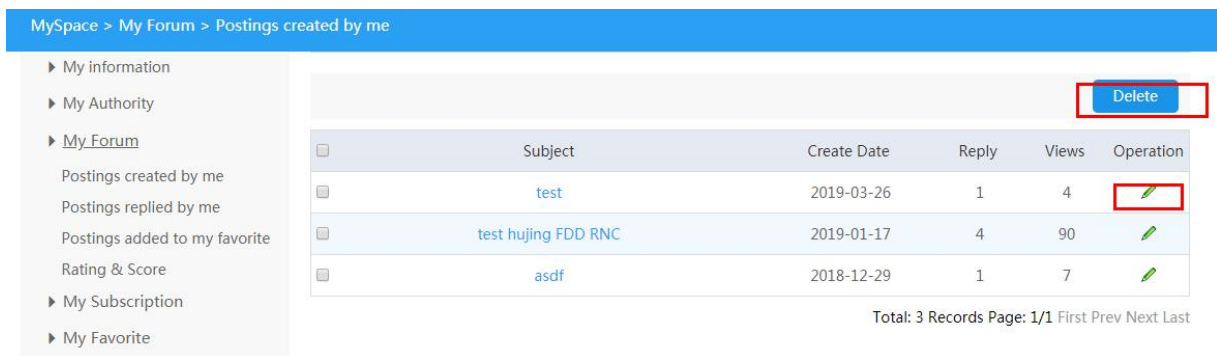 MySpace > My Forum > Postings created by me
My information
My Authority
My Forum
Postings created by me
Postings replied by me
Postings added to my favorite
Rating & Score
My Subscription
My Favorite
Delete
Subject Create Date Reply Views Operation
test 2019-03-26 1 4
test hujing FDD RNC 2019-01-17 4 90
asdf 2018-12-29 1 7
Total: 3 Records Page: 1/1 First Prev Next Last